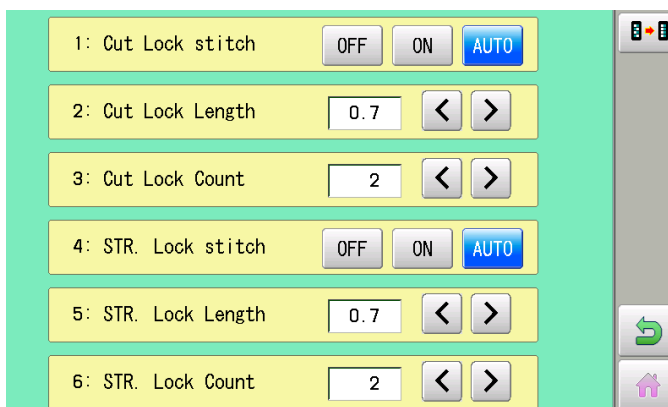 1: Cut Lock stitch OFF ON AUTO
2: Cut Lock Length 0.7
3: Cut Lock Count 2
4: STR. Lock stitch OFF ON AUTO
5: STR. Lock Length 0.7
6: STR. Lock Count 2